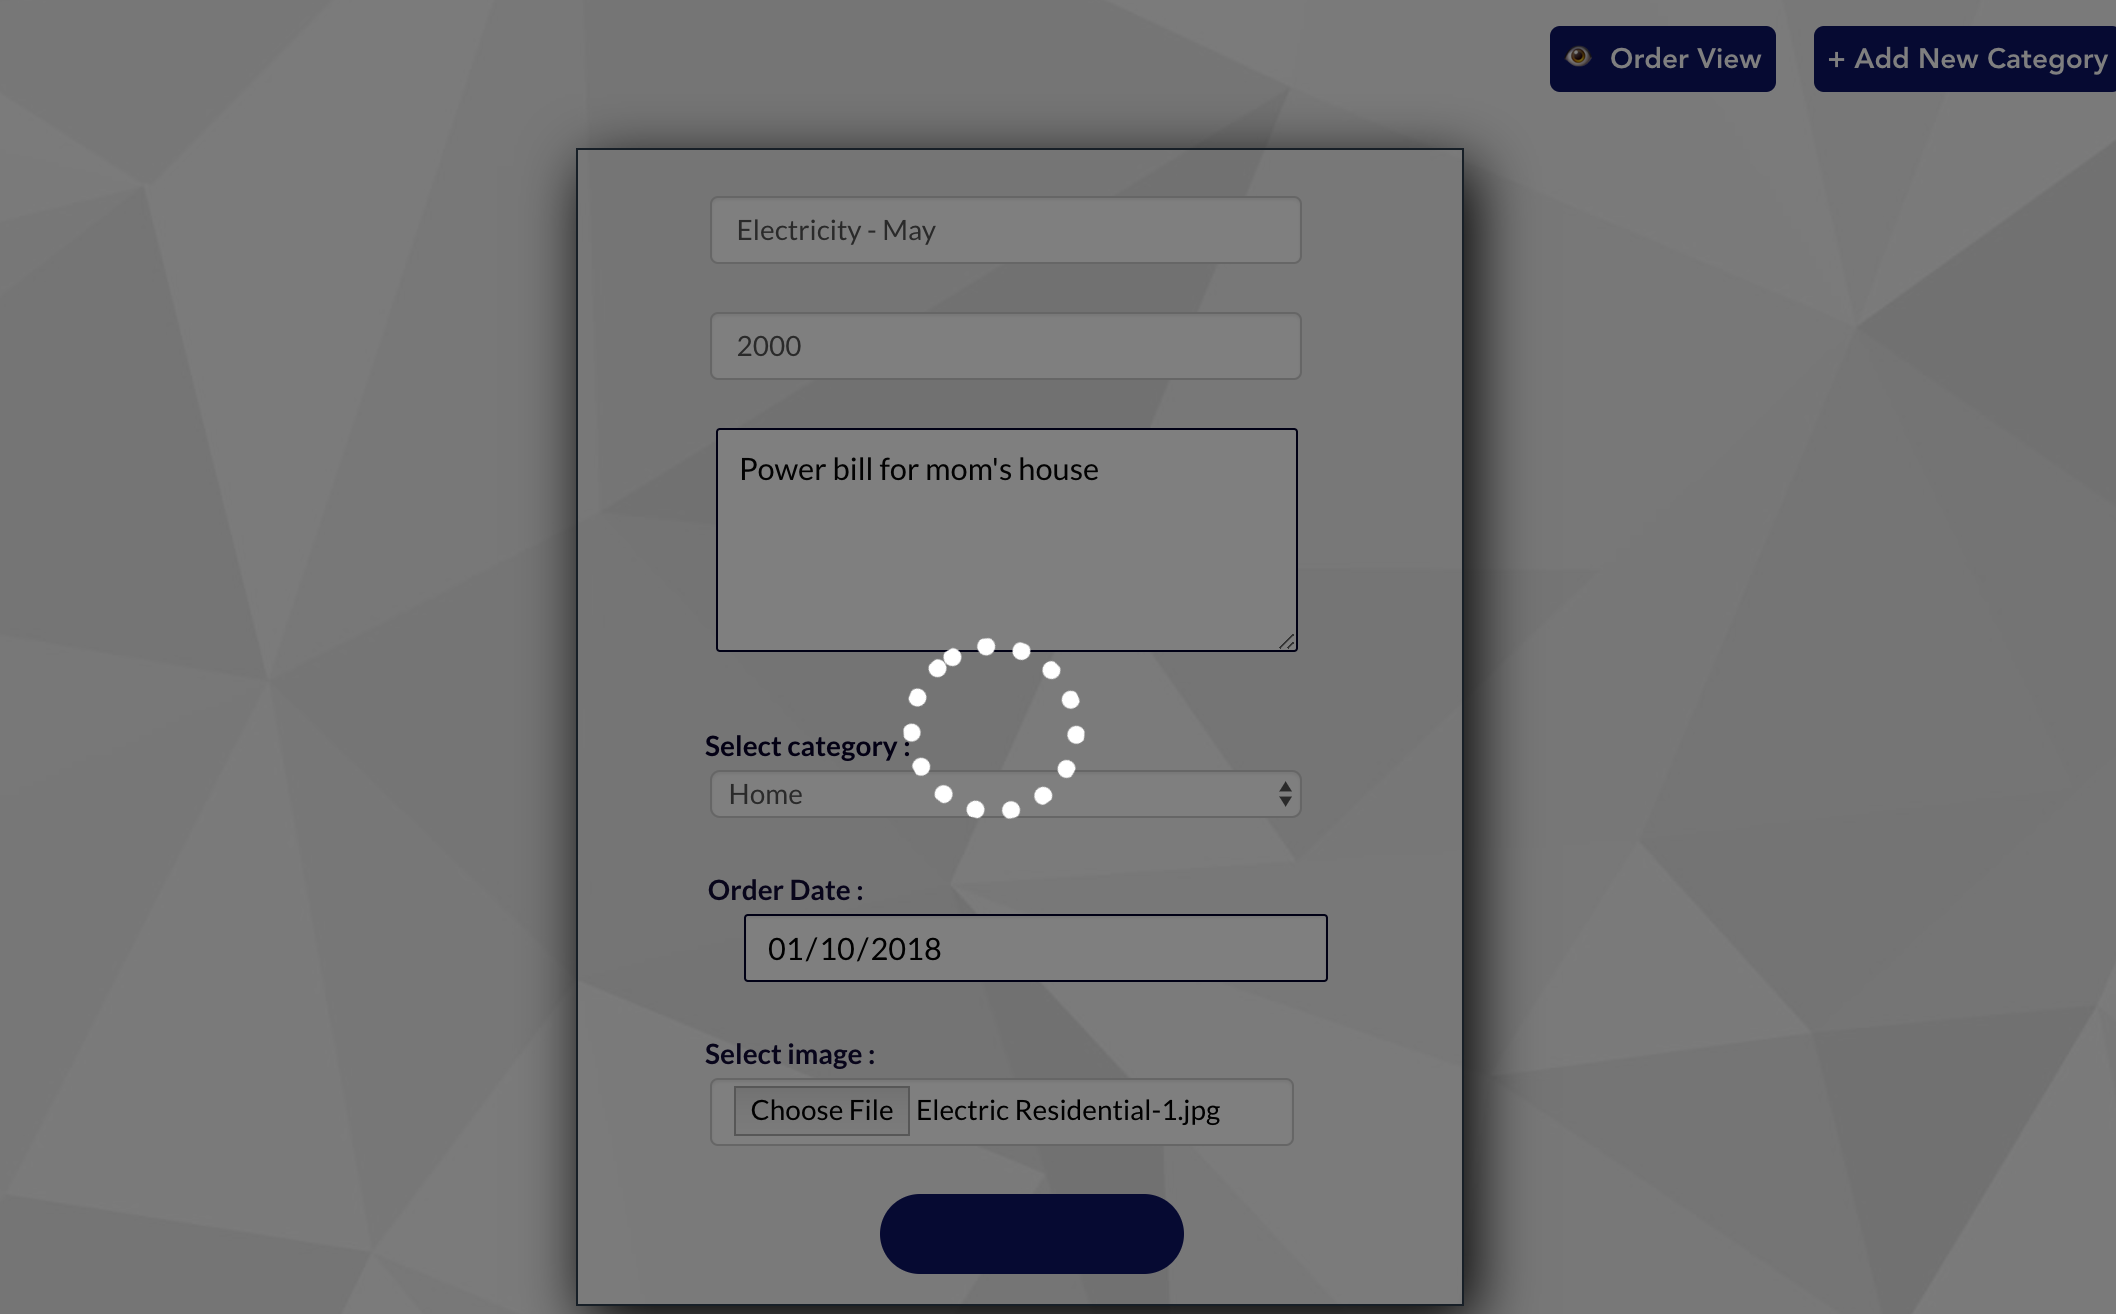 Order View
+ Add New Category
Electricity - May
2000
Power bill for mom's house
Select category :
Home
Order Date :
01/10/2018
Select image :
Choose File Electric Residential-1.jpg